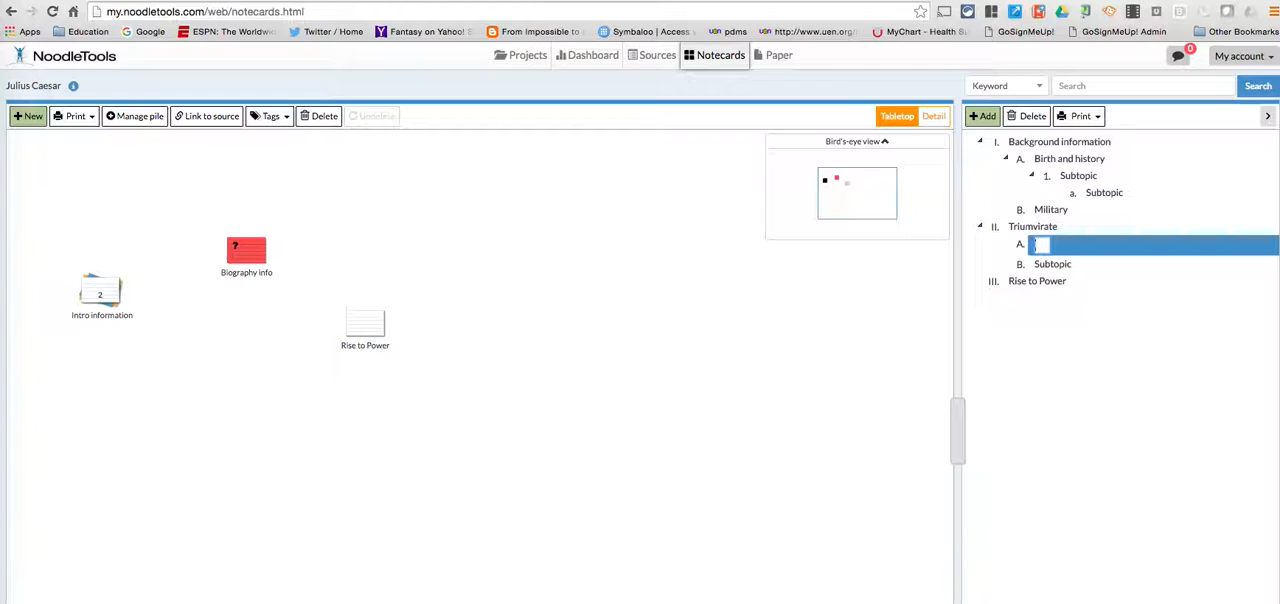 my.noodletools.com/web/notecards.html
Apps Education Google ESPN: The Worldwi Twitter / Home Fantasy on Yahoo! From Impossible to Symbaloo | Access pdms http://www.uen.org/ MyChart - Health Su GoSignMeUp! GoSignMeUp! Admin Other Bookmarks
NoodleTools Projects Dashboard Sources Notecards Paper 0 My account
Julius Caesar Keyword Search Search
New Print Manage pile Link to source Tags Delete Undelete Tabletop Detail Add Delete Print
Bird's-eye view
I. Background information
A. Birth and history
1. Subtopic
a. Subtopic
B. Military
II. Triumvirate
A.
B. Subtopic
III. Rise to Power
?
Biography info
2
Intro information
Rise to Power